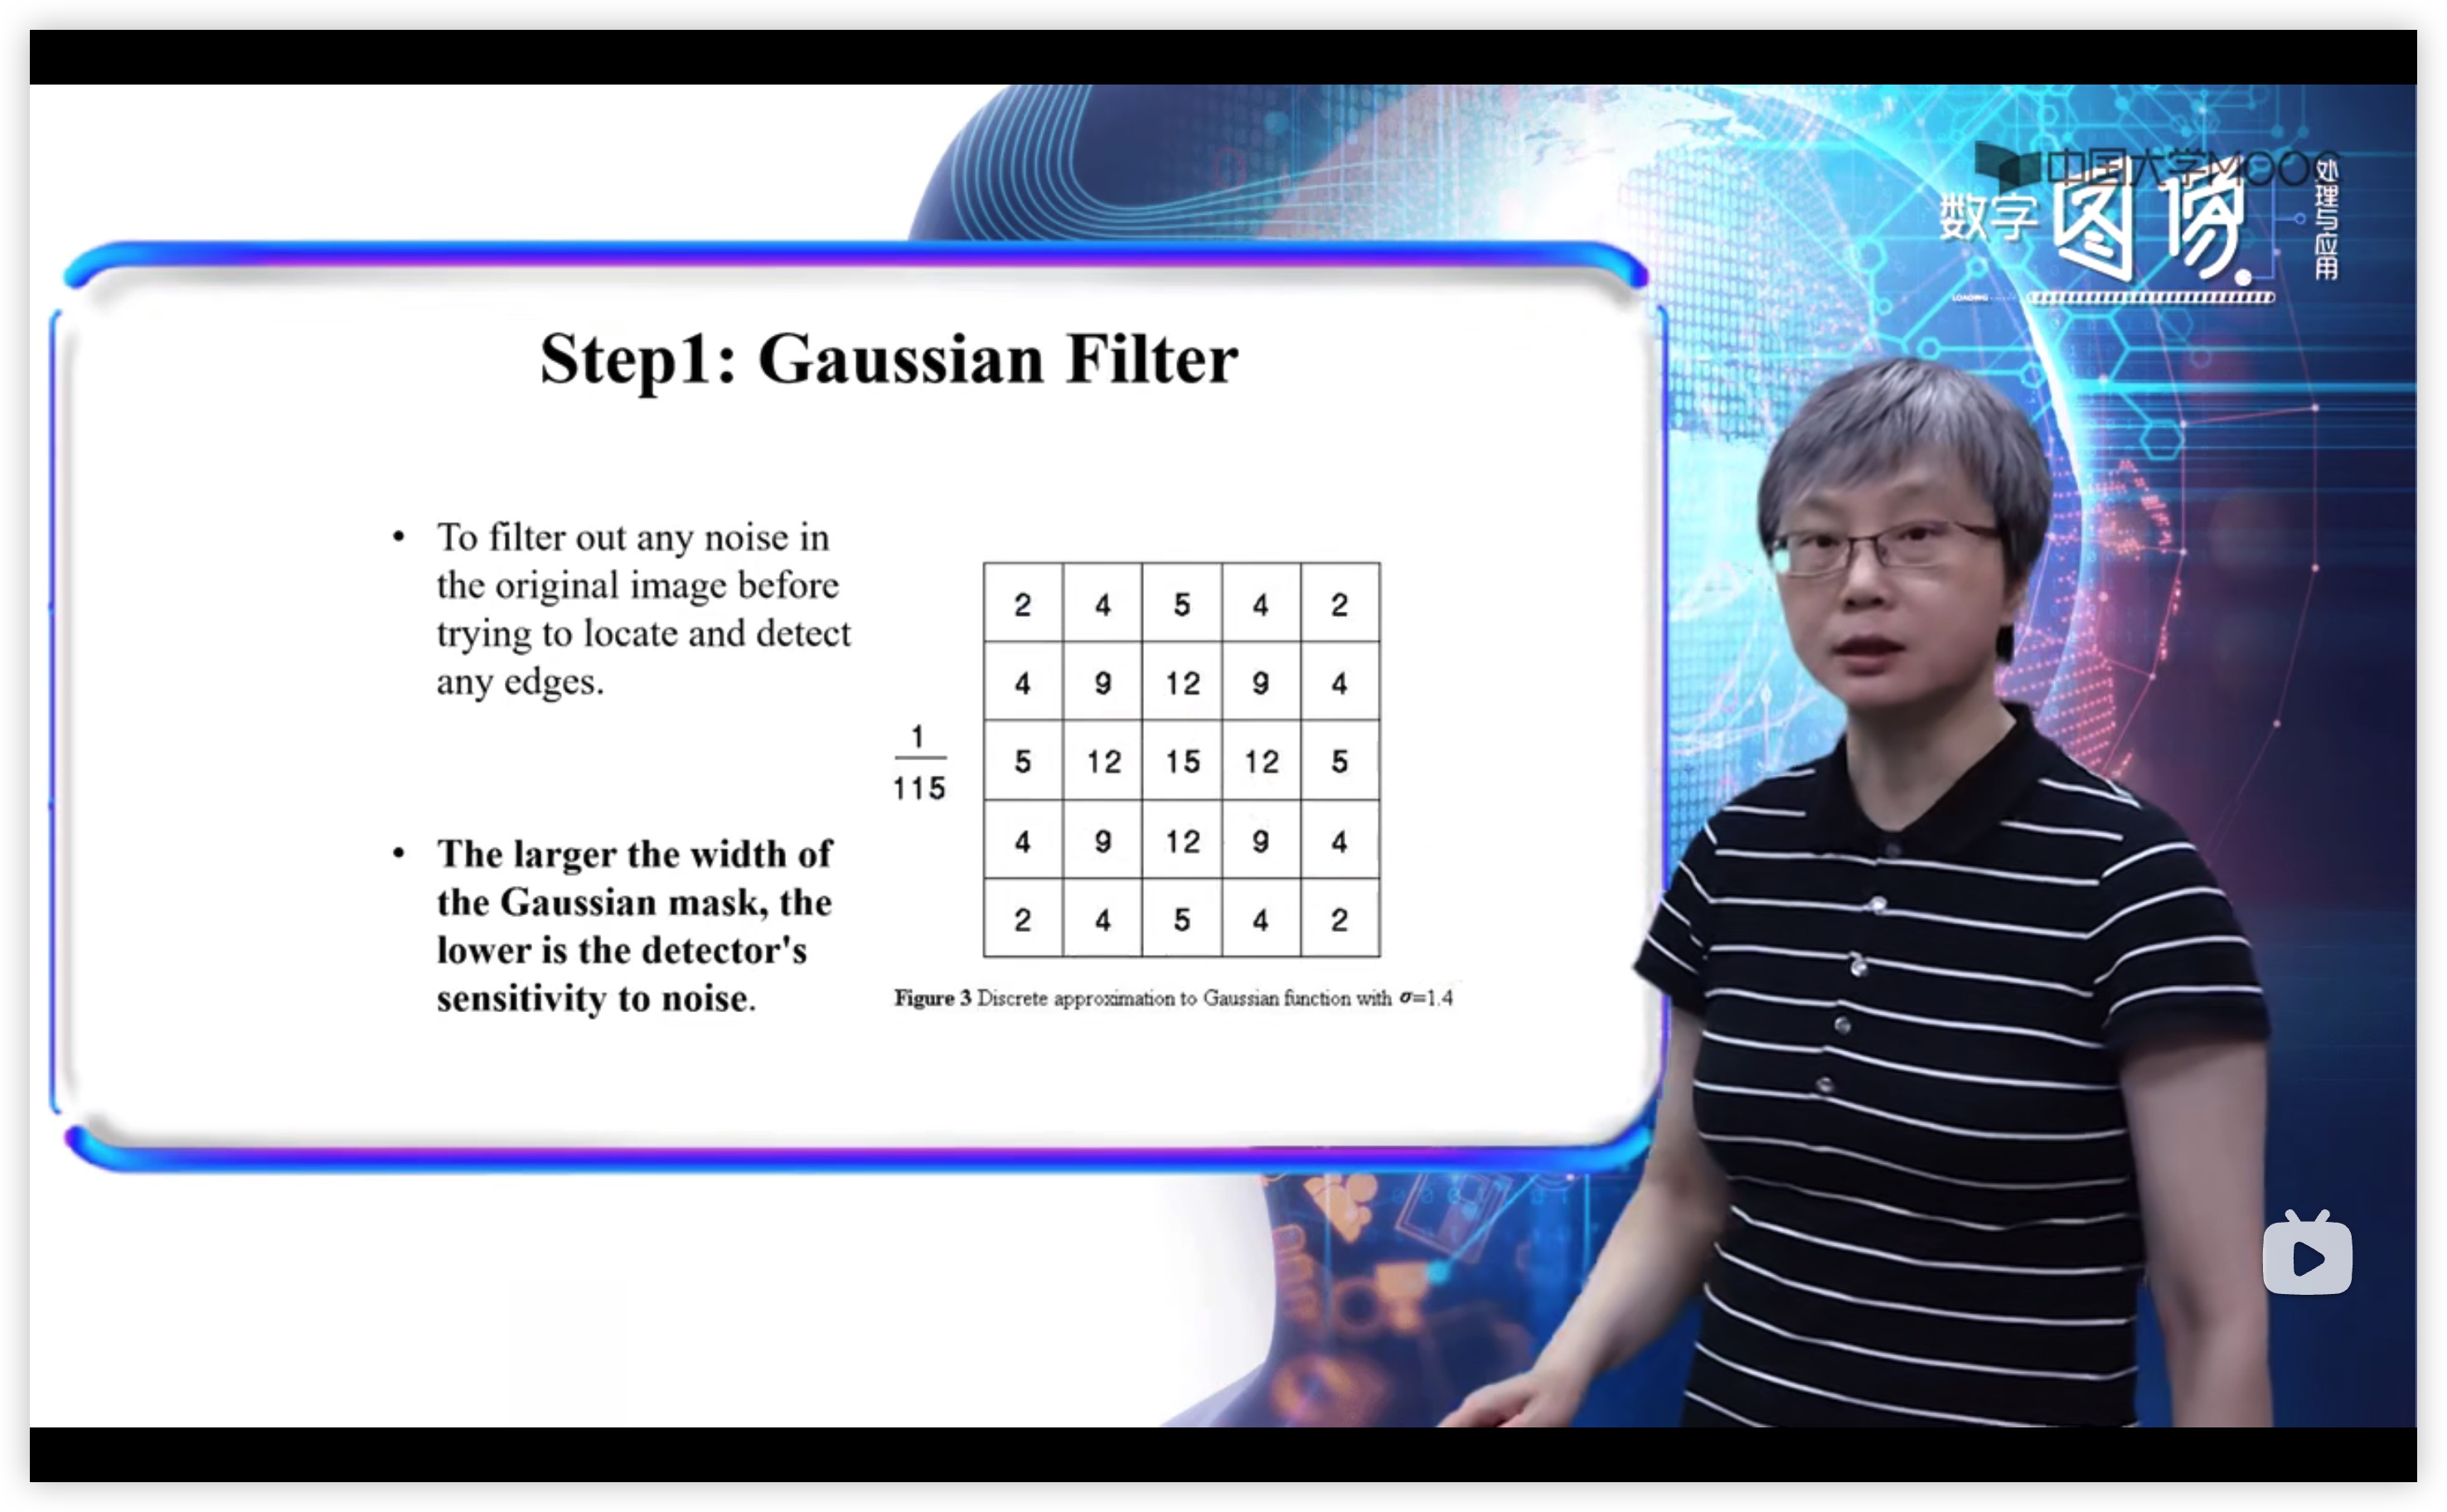 中国大学MOOC
数字 图像 处理与应用
LOADING
Step1: Gaussian Filter
• To filter out any noise in
the original image before
trying to locate and detect
any edges.
• The larger the width of
the Gaussian mask, the
lower is the detector's
sensitivity to noise.
1
115
2 4 5 4 2
4 9 12 9 4
5 12 15 12 5
4 9 12 9 4
2 4 5 4 2
Figure 3 Discrete approximation to Gaussian function with σ=1.4